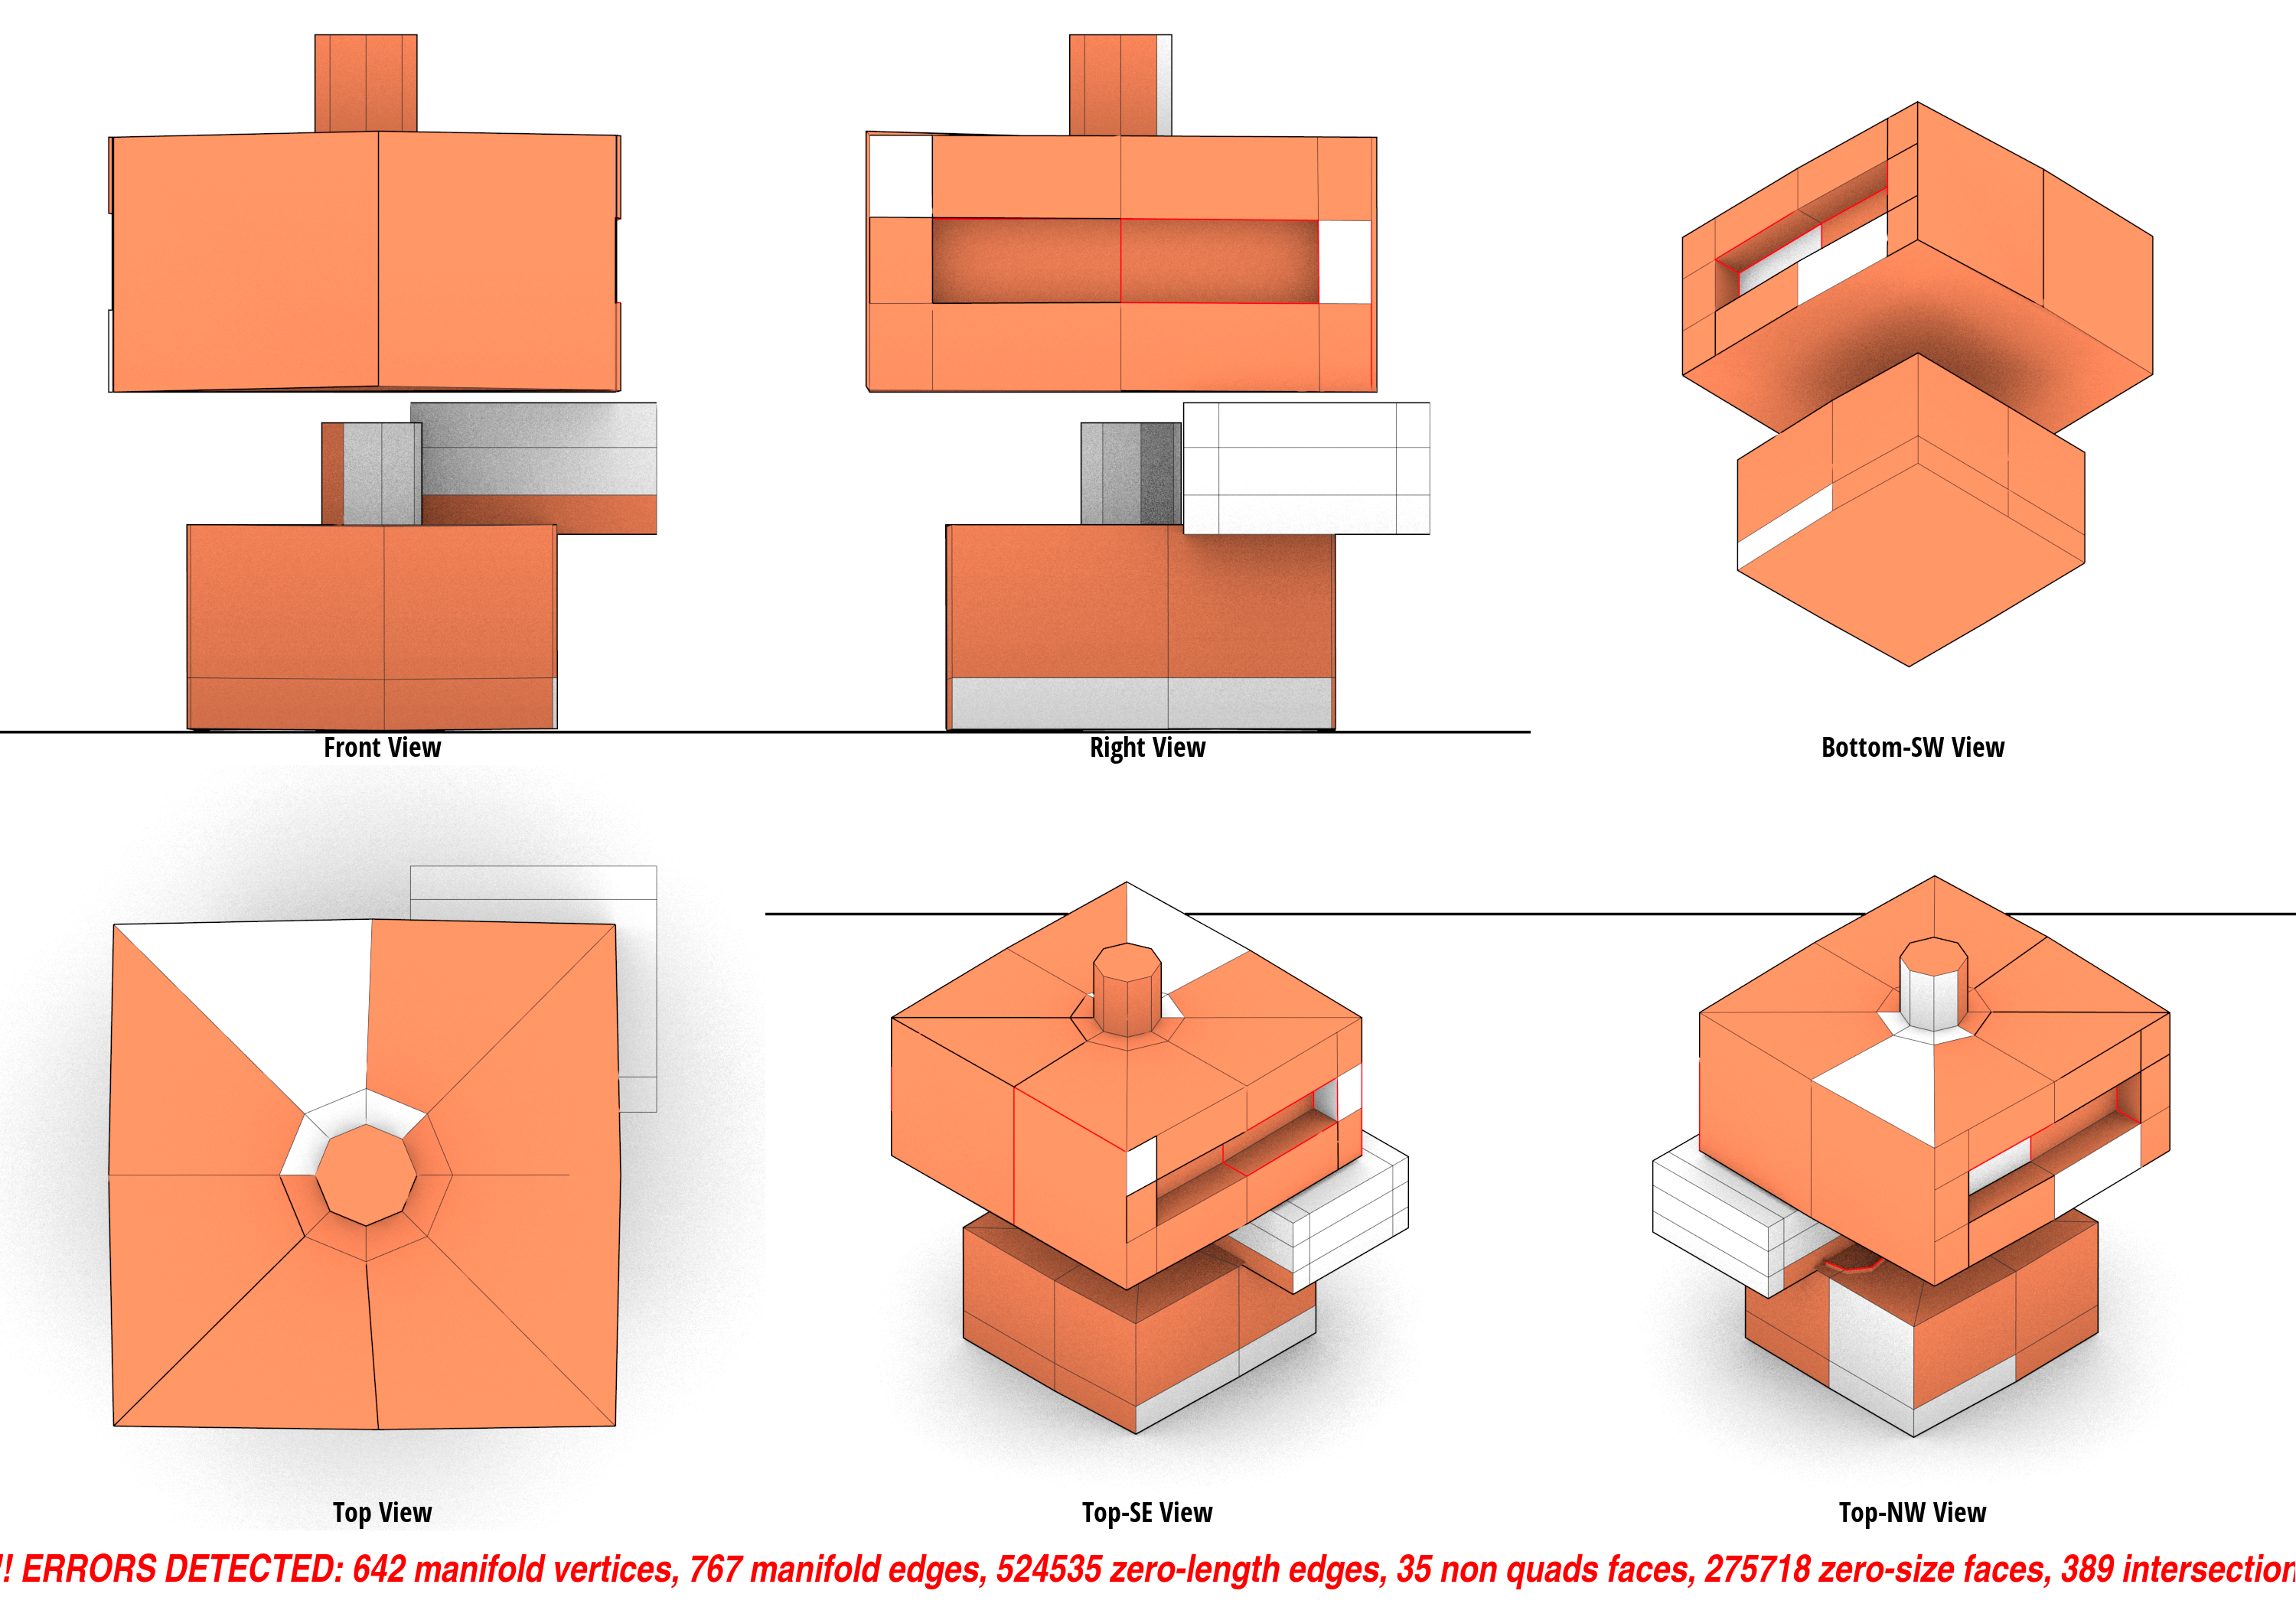 Front View
Right View
Bottom-SW View
Top View
Top-SE View
Top-NW View
!! ERRORS DETECTED: 642 manifold vertices, 767 manifold edges, 524535 zero-length edges, 35 non quads faces, 275718 zero-size faces, 389 intersection